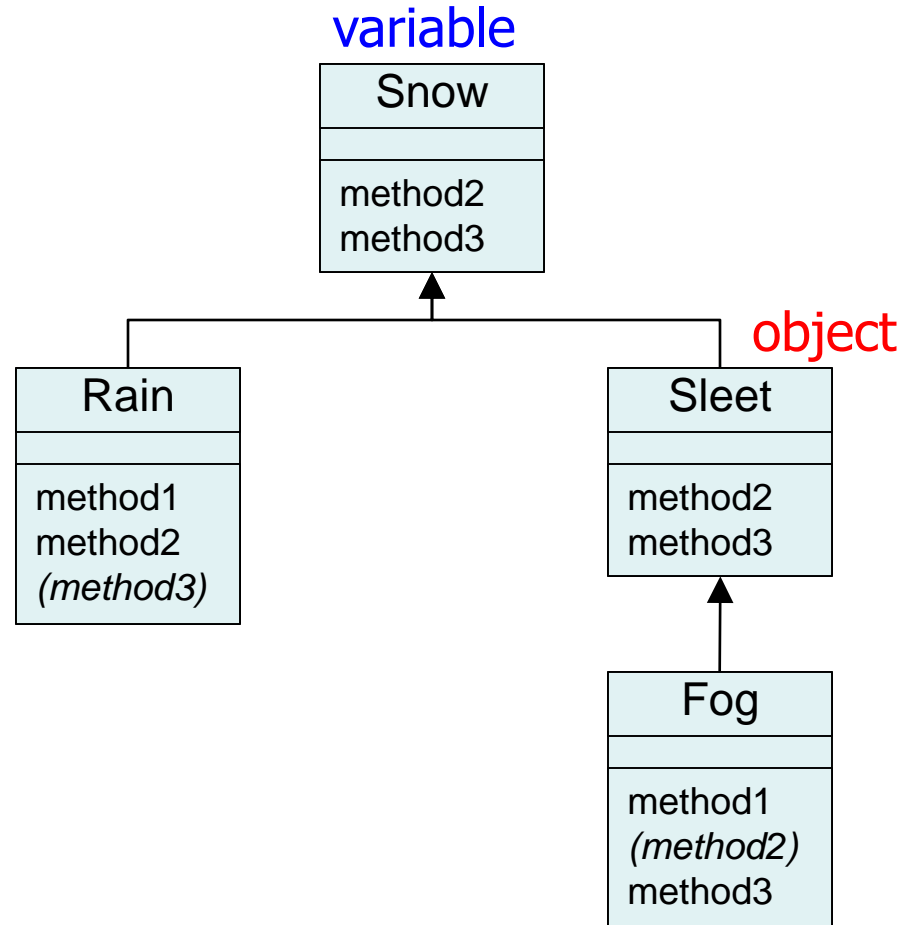 variable
Snow
method2
method3
object
Rain
method1
method2
(method3)
Sleet
method2
method3
Fog
method1
(method2)
method3